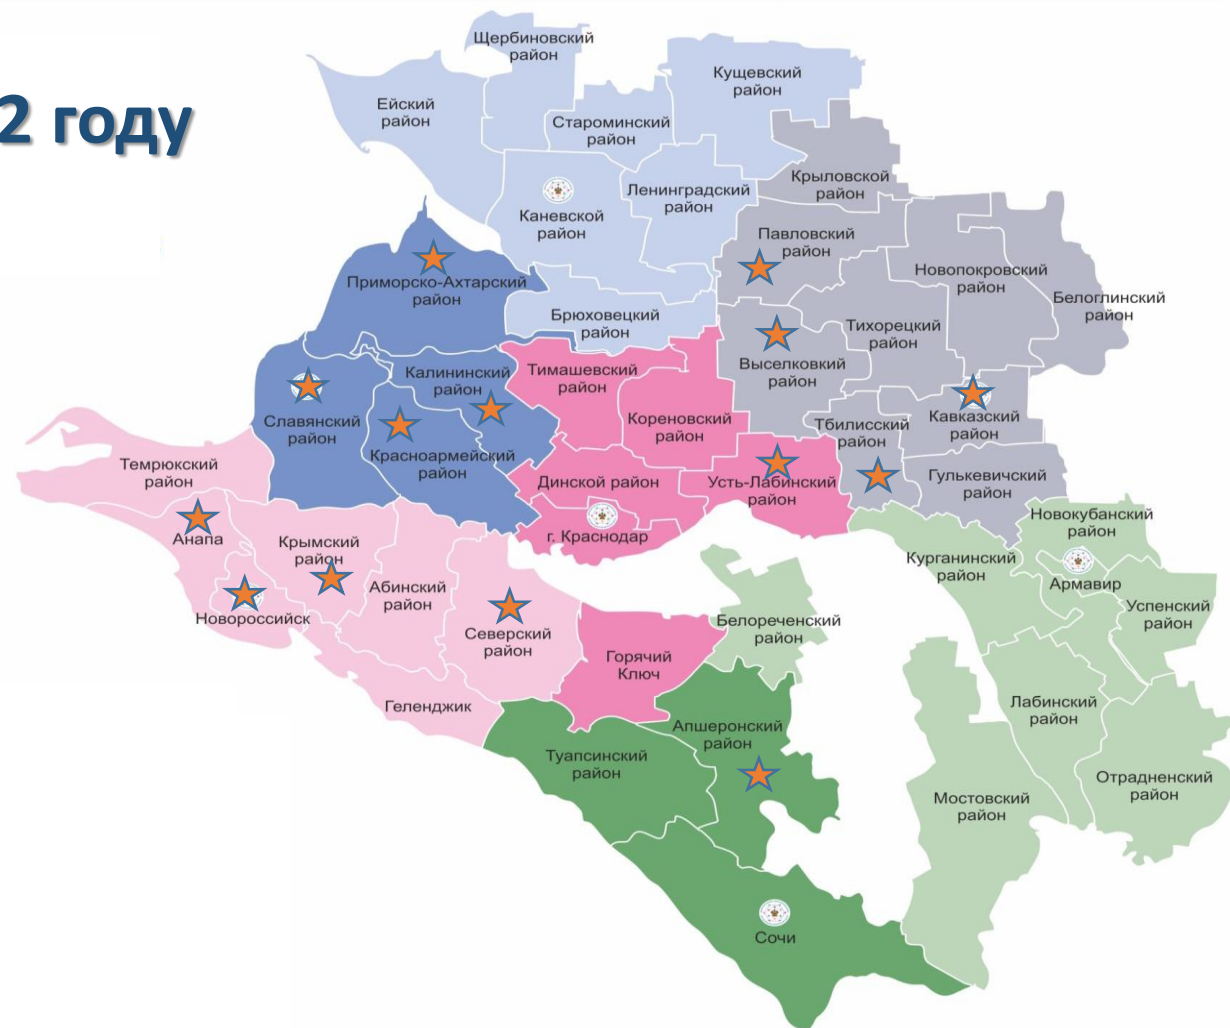 2 году
Щербиновский
район
Кущевский
район
Ейский
район
Староминский
район
Крыловской
район
Ленинградский
район
Каневской
район
Павловский
район
Новопокровский
район
Белоглинский
район
Приморско-Ахтарский
район
Брюховецкий
район
Тихорецкий
район
Выселковкий
район
Калининский
район
Тимашевский
район
Славянский
район
Кореновский
район
Тбилисский
район
Кавказский
район
Красноармейский
район
Темрюкский
район
Динской район
Усть-Лабинский
район
Гулькевичский
район
Новокубанский
район
Анапа
Крымский
район
г. Краснодар
Курганинский
район
Армавир
Абинский
район
Успенский
район
Новороссийск
Северский
район
Белореченский
район
Горячий
Ключ
Геленджик
Лабинский
район
Апшеронский
район
Туапсинский
район
Отрадненский
район
Мостовский
район
Сочи